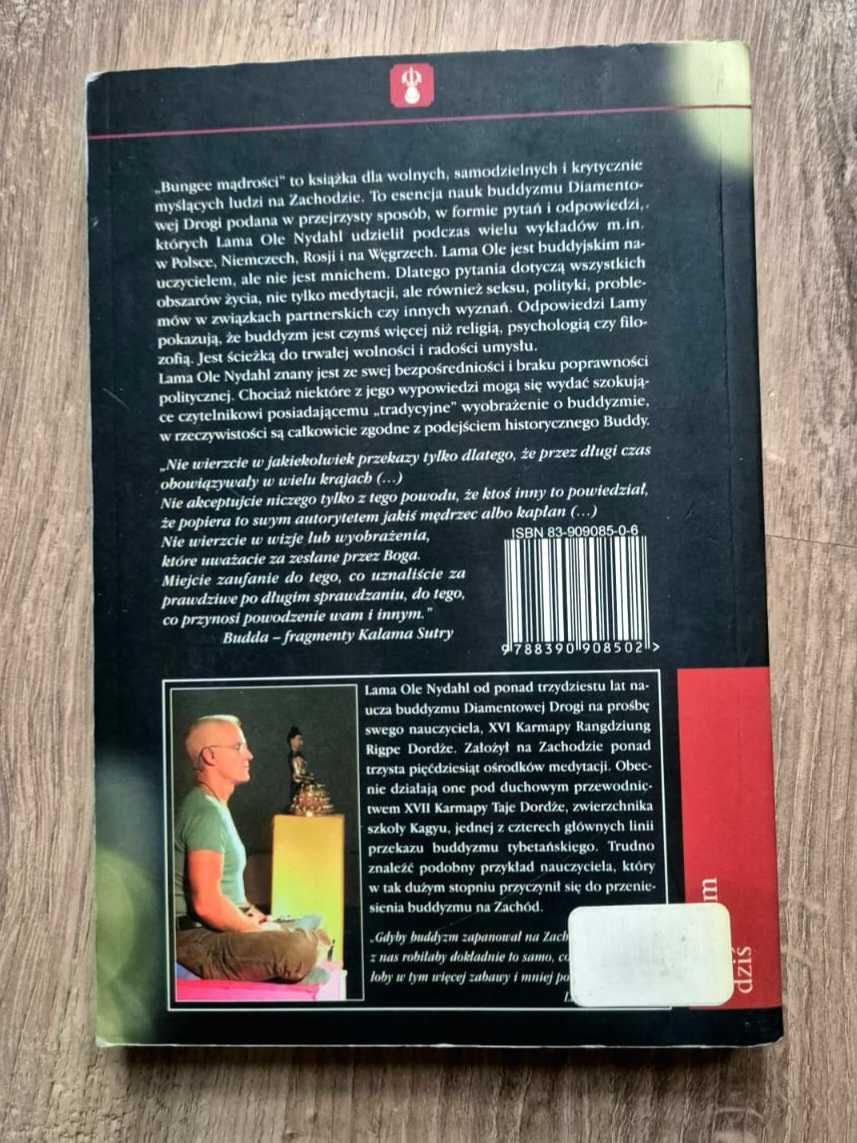 „Bungee mądrości” to książka dla wolnych, samodzielnych i krytycznie
myślących ludzi na Zachodzie. To esencja nauk buddyzmu Diamento-
wej Drogi podana w przejrzysty sposób, w formie pytań i odpowiedzi,
których Lama Ole Nydahl udzielił podczas wielu wykładów m.in.
w Polsce, Niemczech, Rosji i na Węgrzech. Lama Ole jest buddyjskim na-
uczycielem, ale nie jest mnichem. Dlatego pytania dotyczą wszystkich
obszarów życia, nie tylko medytacji, ale również seksu, polityki, proble-
mów w związkach partnerskich czy innych wyznań. Odpowiedzi Lamy
pokazują, że buddyzm jest czymś więcej niż religią, psychologią czy filo-
zofią. Jest ścieżką do trwałej wolności i radości umysłu.
Lama Ole Nydahl znany jest ze swej bezpośredniości i braku poprawności
politycznej. Chociaż niektóre z jego wypowiedzi mogą się wydać szokują-
ce czytelnikowi posiadającemu „tradycyjne” wyobrażenie o buddyzmie,
w rzeczywistości są całkowicie zgodne z podejściem historycznego Buddy.
„Nie wierzcie w jakiekolwiek przekazy tylko dlatego, że przez długi czas
obowiązywały w wielu krajach (...)
Nie akceptujcie niczego tylko z tego powodu, że ktoś inny to powiedział,
że popiera to swym autorytetem jakiś mędrzec albo kapłan (...)
Nie wierzcie w wizje lub wyobrażenia,
które uważacie za zesłane przez Boga.
Miejcie zaufanie do tego, co uznaliście za
prawdziwe po długim sprawdzaniu, do tego,
co przynosi powodzenie wam i innym.”
Budda – fragmenty Kalama Sutry
ISBN 83-909085-0-6
9 788390 908502 >
Lama Ole Nydahl od ponad trzydziestu lat na-
ucza buddyzmu Diamentowej Drogi na prośbę
swego nauczyciela, XVI Karmapy Rangdziung
Rigpe Dordże. Założył na Zachodzie ponad
trzysta pięćdziesiąt ośrodków medytacji. Obec-
nie działają one pod duchowym przewodnic-
twem XVII Karmapy Taje Dordże, zwierzchnika
szkoły Kagyu, jednej z czterech głównych linii
przekazu buddyzmu tybetańskiego. Trudno
znaleźć podobny przykład nauczyciela, który
w tak dużym stopniu przyczynił się do przenie-
sienia buddyzmu na Zachód.
„Gdyby buddyzm zapanował na Zach
z nas robiłaby dokładnie to samo, co
łoby w tym więcej zabawy i mniej po
m
dziś